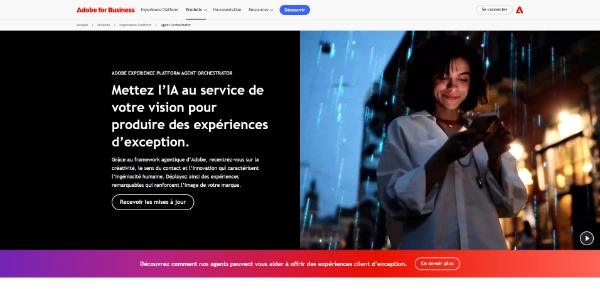 Adobe for Business
Experience Platform
Produits
Documentation
Ressources
Découvrir
Se connecter
Accueil
Produits
Experience Platform
Agent Orchestrator
ADOBE EXPERIENCE PLATFORM AGENT ORCHESTRATOR
Mettez l'IA au service de
votre vision pour
produire des expériences
d'exception.
Grâce au framework agentique d'Adobe, recentrez-vous sur la
créativité, le sens du contact et l'innovation qui caractérisent
l'ingéniosité humaine. Déployez ainsi des expériences
remarquables qui renforcent l'image de votre marque.
Recevoir les mises à jour
Découvrez comment nos agents peuvent vous aider à offrir des expériences client d'exception.
En savoir plus